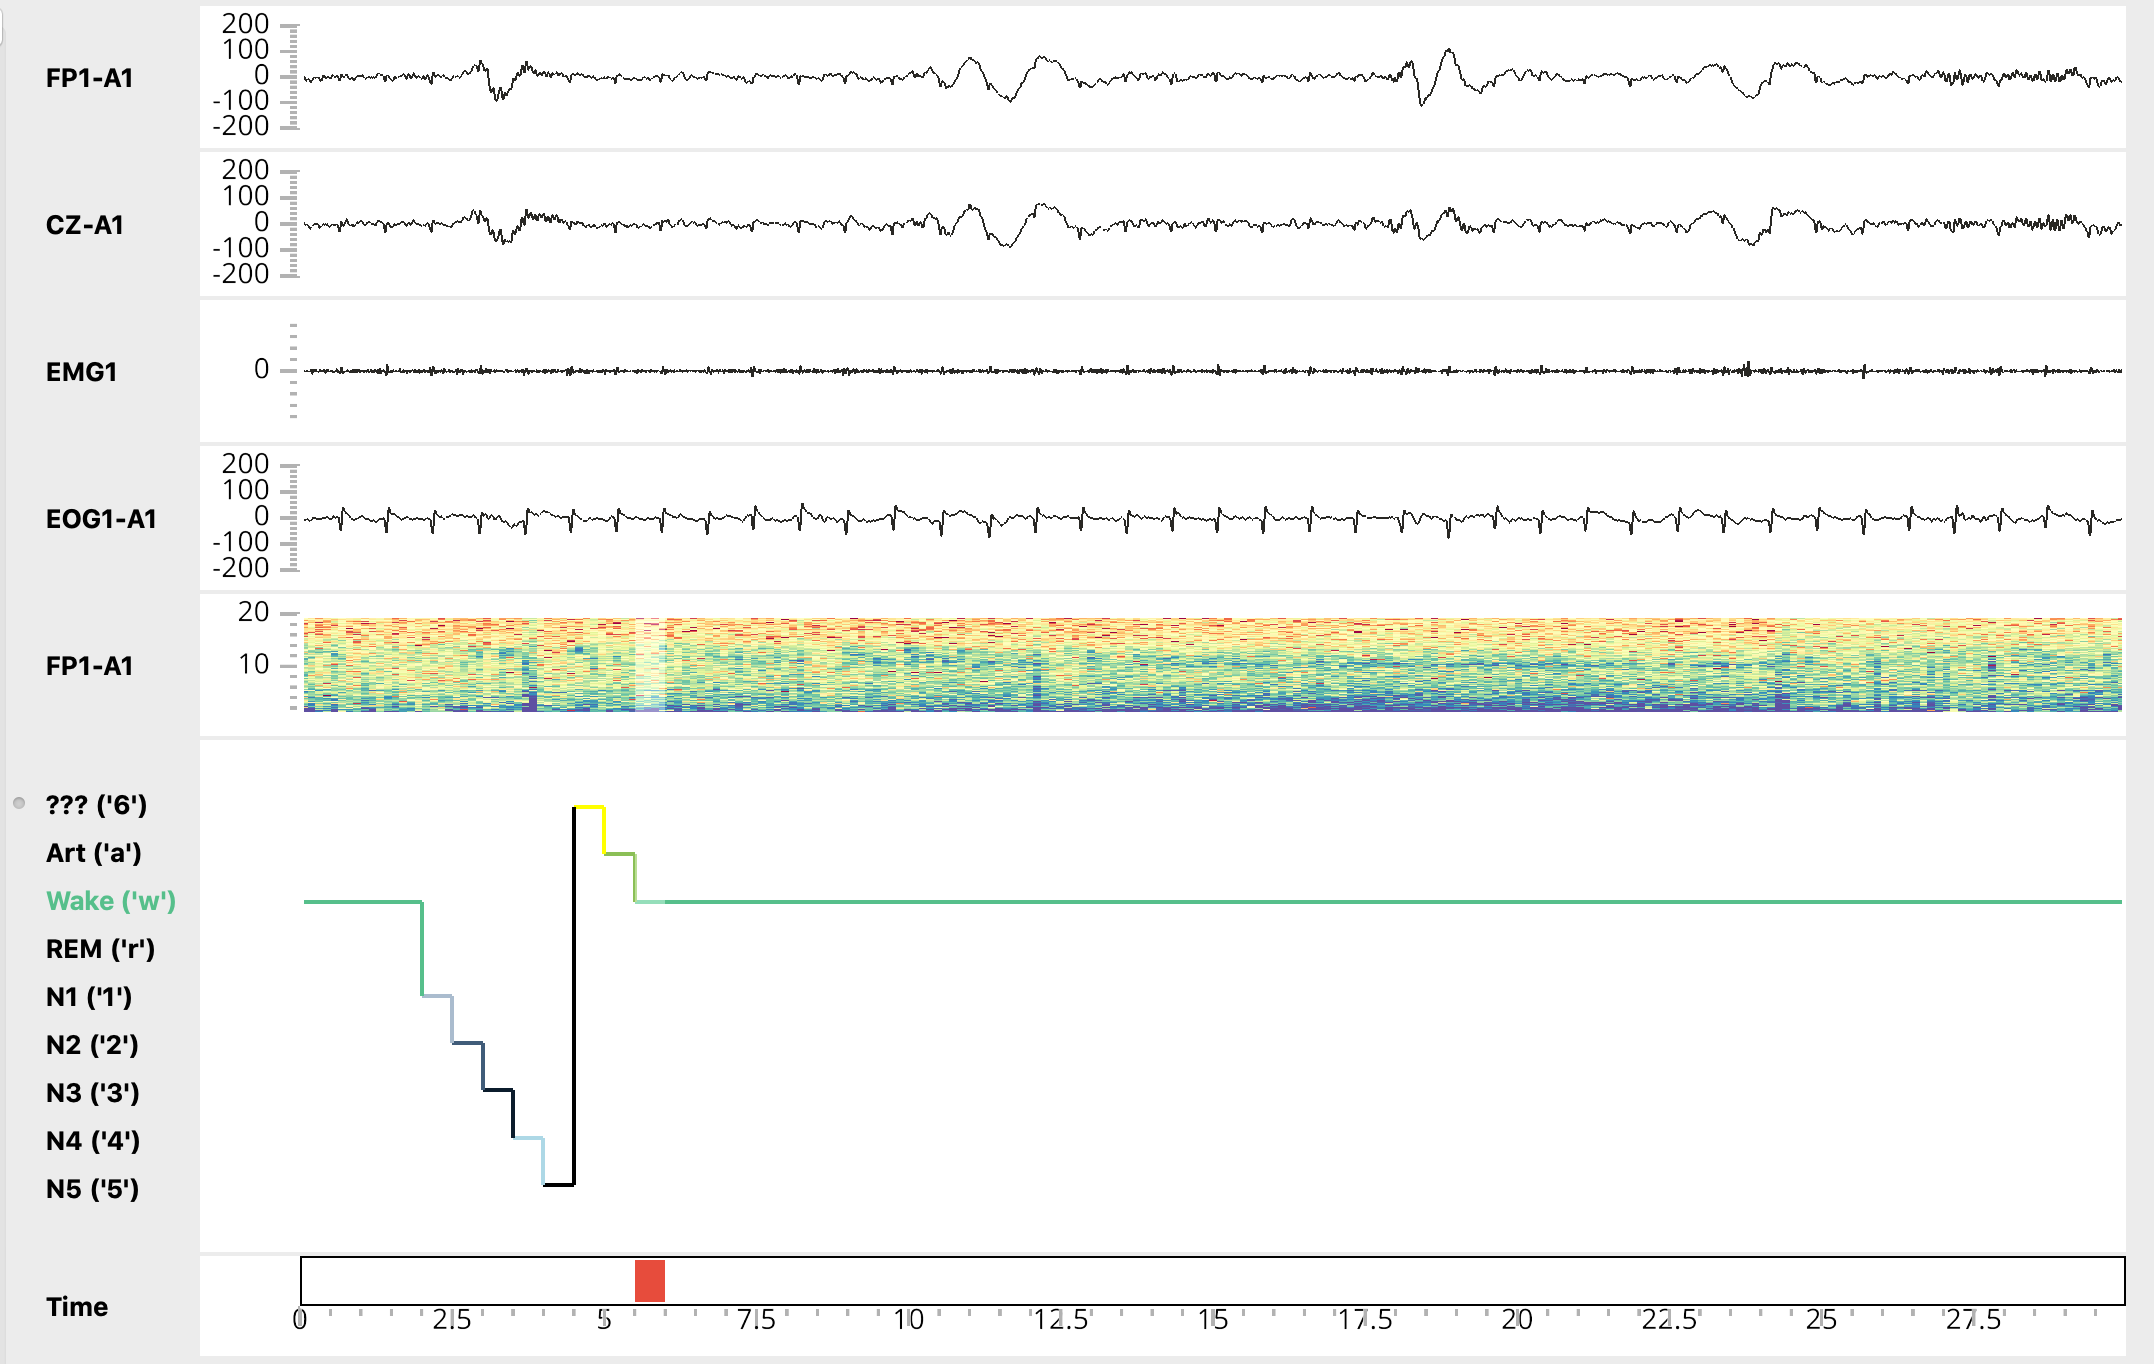 FP1-A1
200
100
0
-100
-200
CZ-A1
200
100
0
-100
-200
EMG1
0
EOG1-A1
200
100
0
-100
-200
FP1-A1
20
10
??? ('6')
Art ('a')
Wake ('w')
REM ('r')
N1 ('1')
N2 ('2')
N3 ('3')
N4 ('4')
N5 ('5')
Time
0 2.5 5 7.5 10 12.5 15 17.5 20 22.5 25 27.5